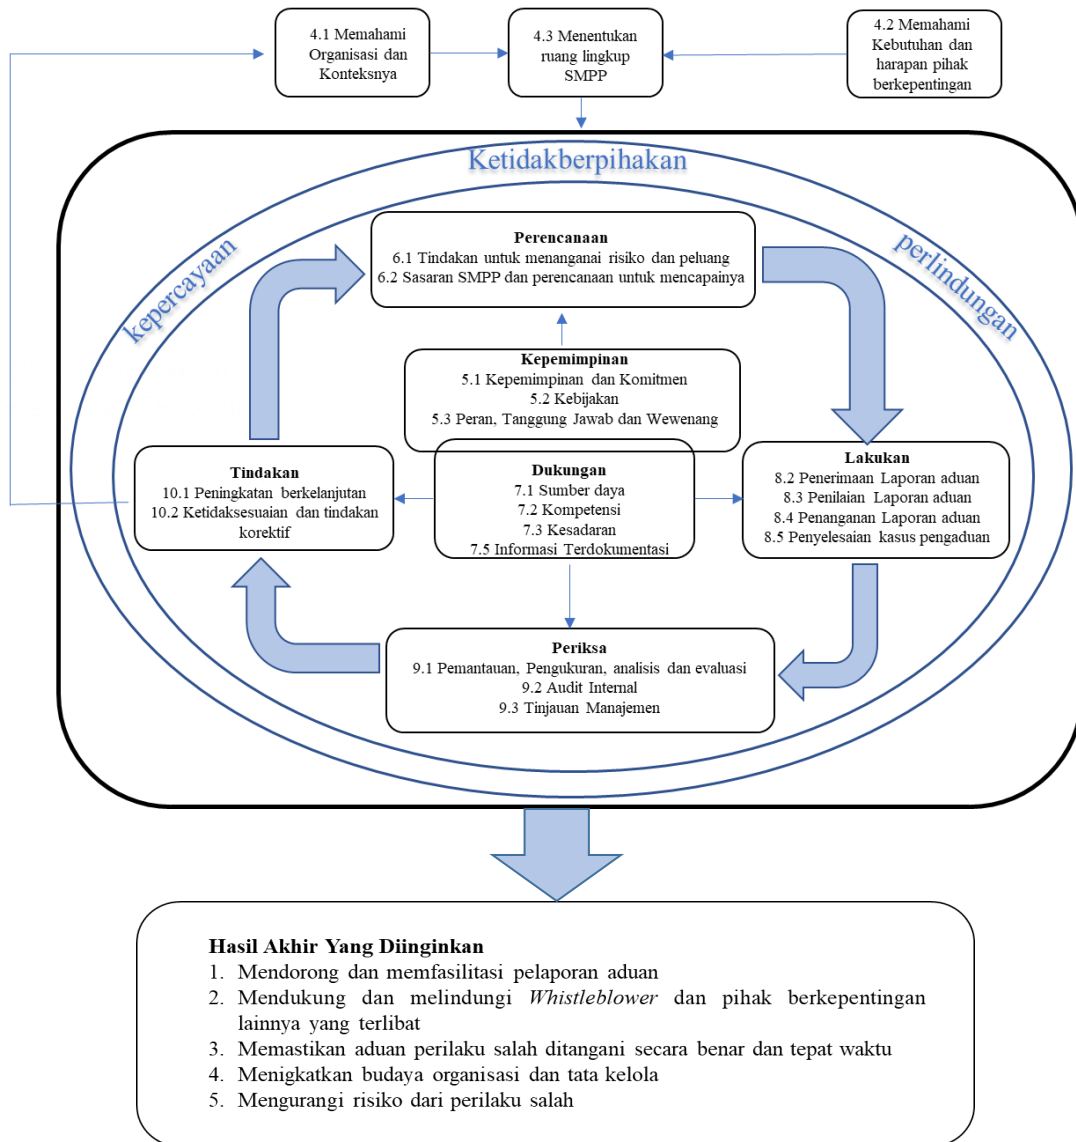 4.1 Memahami
Organisasi dan
Konteksnya
4.3 Menentukan
ruang lingkup
SMPP
4.2 Memahami
Kebutuhan dan
harapan pihak
berkepentingan
Ketidakberpihakan
kepercayaan
perlindungan
Perencanaan
6.1 Tindakan untuk menanganai risiko dan peluang
6.2 Sasaran SMPP dan perencanaan untuk mencapainya
Kepemimpinan
5.1 Kepemimpinan dan Komitmen
5.2 Kebijakan
5.3 Peran, Tanggung Jawab dan Wewenang
Tindakan
10.1 Peningkatan berkelanjutan
10.2 Ketidaksesuaian dan tindakan
korektif
Dukungan
7.1 Sumber daya
7.2 Kompetensi
7.3 Kesadaran
7.5 Informasi Terdokumentasi
Lakukan
8.2 Penerimaan Laporan aduan
8.3 Penilaian Laporan aduan
8.4 Penanganan Laporan aduan
8.5 Penyelesaian kasus pengaduan
Periksa
9.1 Pemantauan, Pengukuran, analisis dan evaluasi
9.2 Audit Internal
9.3 Tinjauan Manajemen
Hasil Akhir Yang Diinginkan
1. Mendorong dan memfasilitasi pelaporan aduan
2. Mendukung dan melindungi Whistleblower dan pihak berkepentingan
lainnya yang terlibat
3. Memastikan aduan perilaku salah ditangani secara benar dan tepat waktu
4. Menigkatkan budaya organisasi dan tata kelola
5. Mengurangi risiko dari perilaku salah